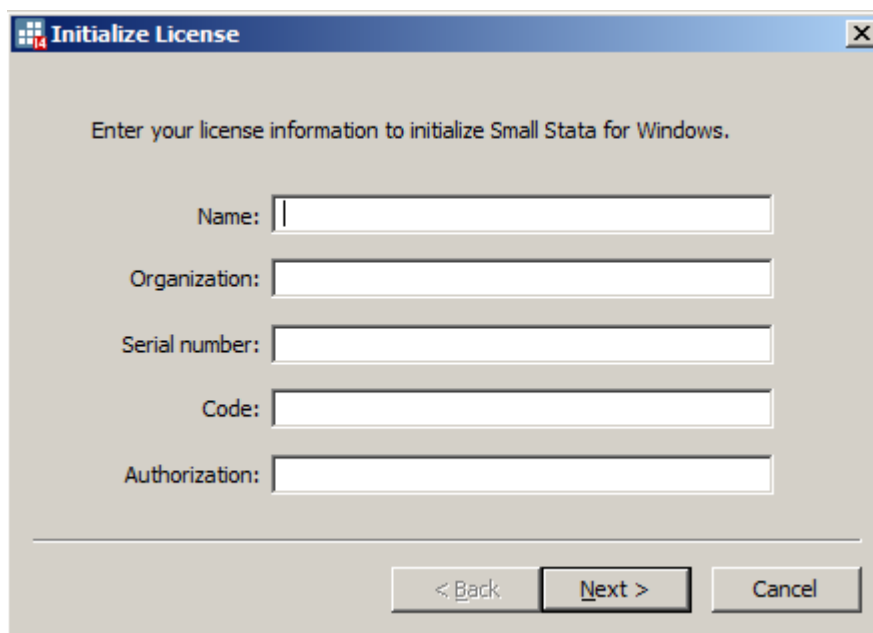 14 Initialize License
Enter your license information to initialize Small Stata for Windows.
Name:
Organization:
Serial number:
Code:
Authorization:
< Back Next > Cancel